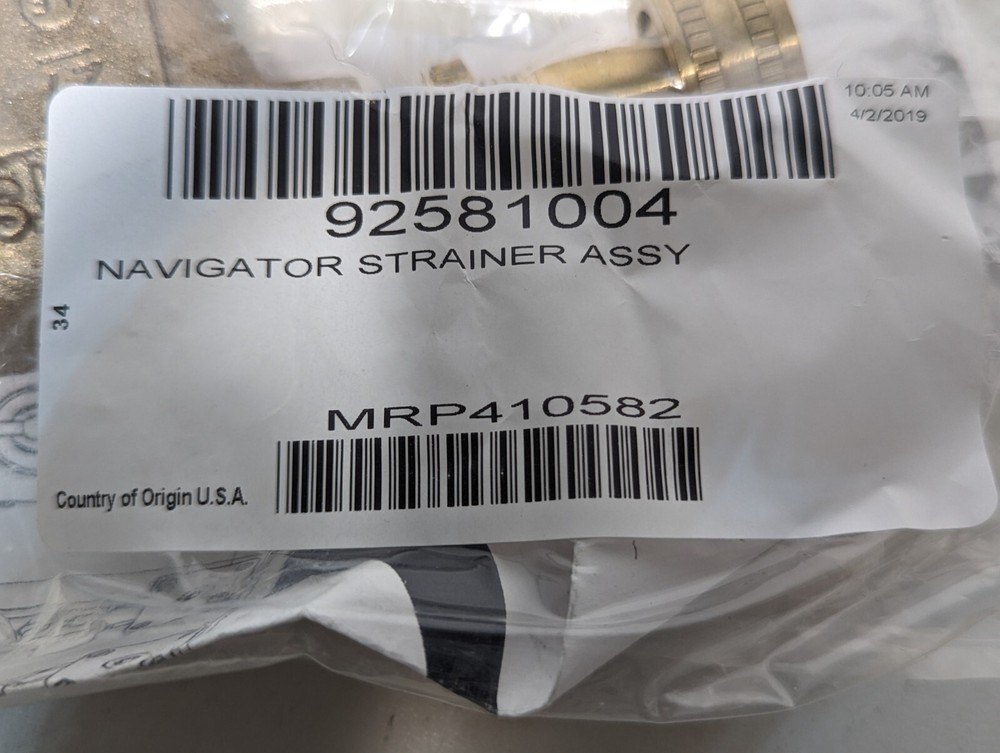 10:05 AM
4/2/2019
92581004
NAVIGATOR STRAINER ASSY
34
MRP410582
Country of Origin U.S.A.